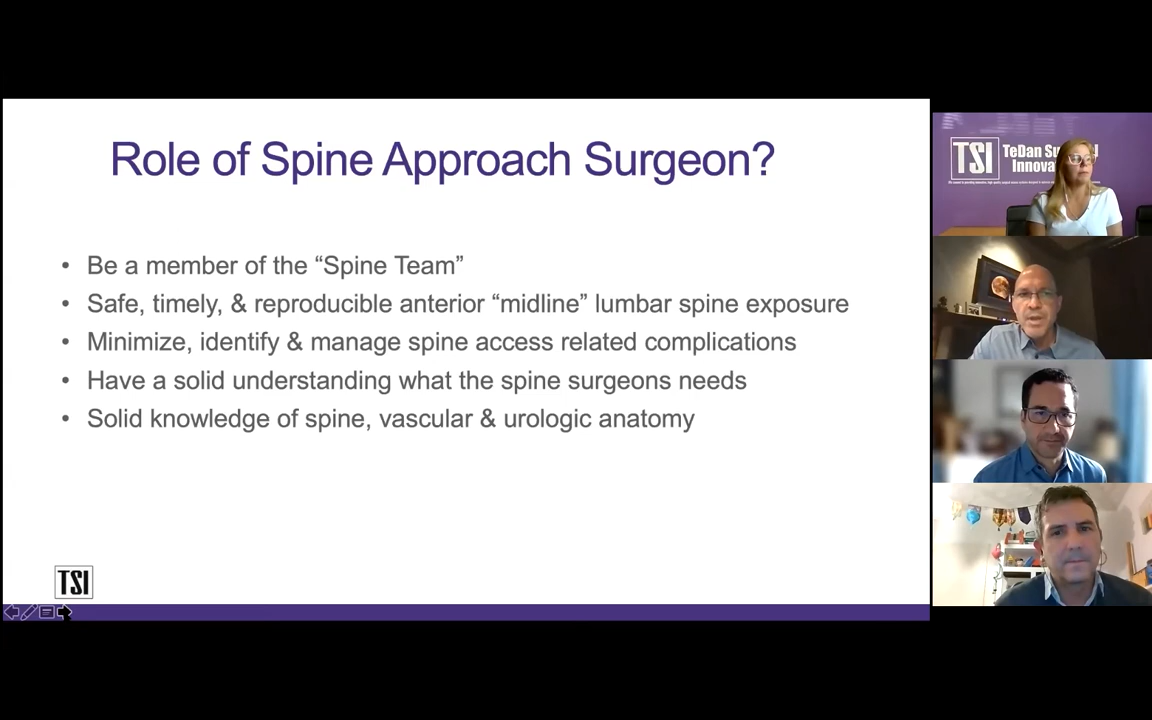 Role of Spine Approach Surgeon?
• Be a member of the “Spine Team”
• Safe, timely, & reproducible anterior “midline” lumbar spine exposure
• Minimize, identify & manage spine access related complications
• Have a solid understanding what the spine surgeons needs
• Solid knowledge of spine, vascular & urologic anatomy
TSI
TSI
TeDan Su
Innova